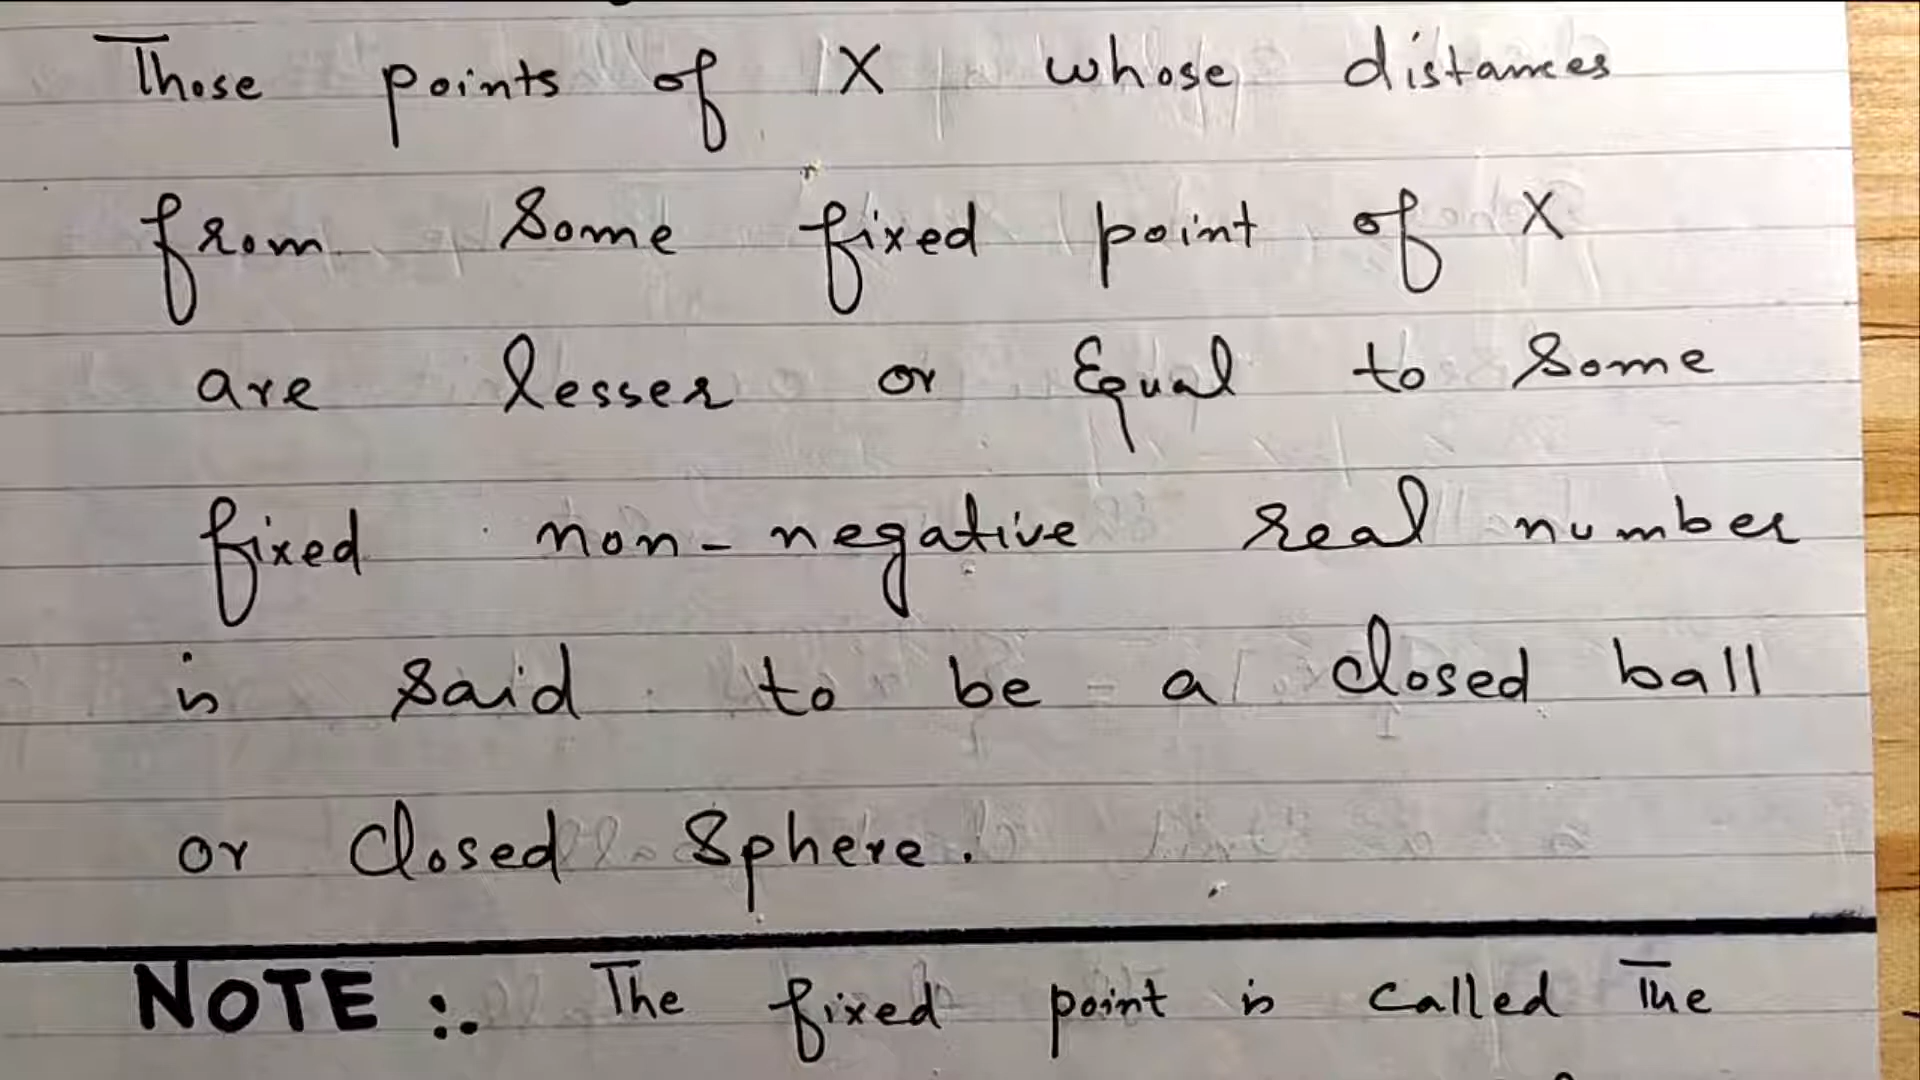 Those points of X whose distances
from some fixed point of X
are lesser or Equal to some
fixed non-negative real number
is said to be a closed ball
or closed sphere.
NOTE :. The fixed point is called The